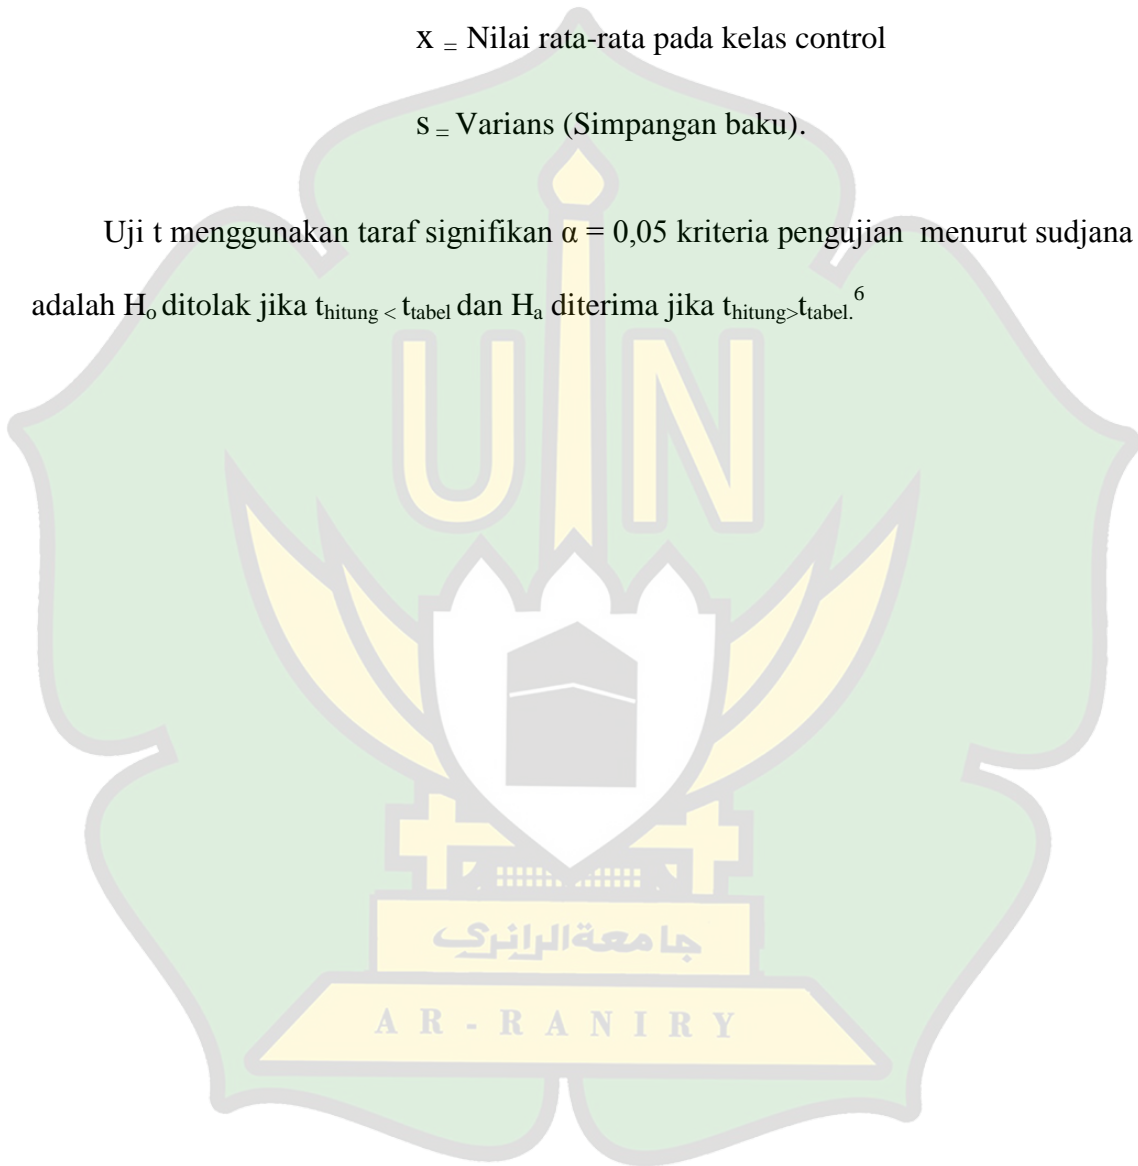 x = Nilai rata-rata pada kelas control
s = Varians (Simpangan baku).
Uji t menggunakan taraf signifikan α = 0,05 kriteria pengujian menurut sudjana
adalah Ho ditolak jika thitung < ttabel dan Ha diterima jika thitung>ttabel.6
UIN
جامعة الرانري
AR-RANIRY